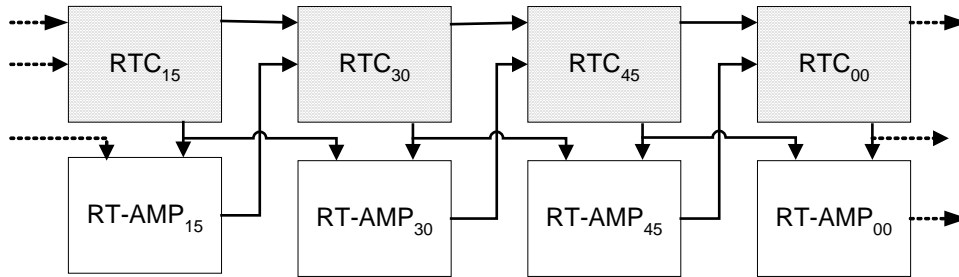 RTC₁₅ RTC₃₀ RTC₄₅ RTC₀₀
RT-AMP₁₅ RT-AMP₃₀ RT-AMP₄₅ RT-AMP₀₀